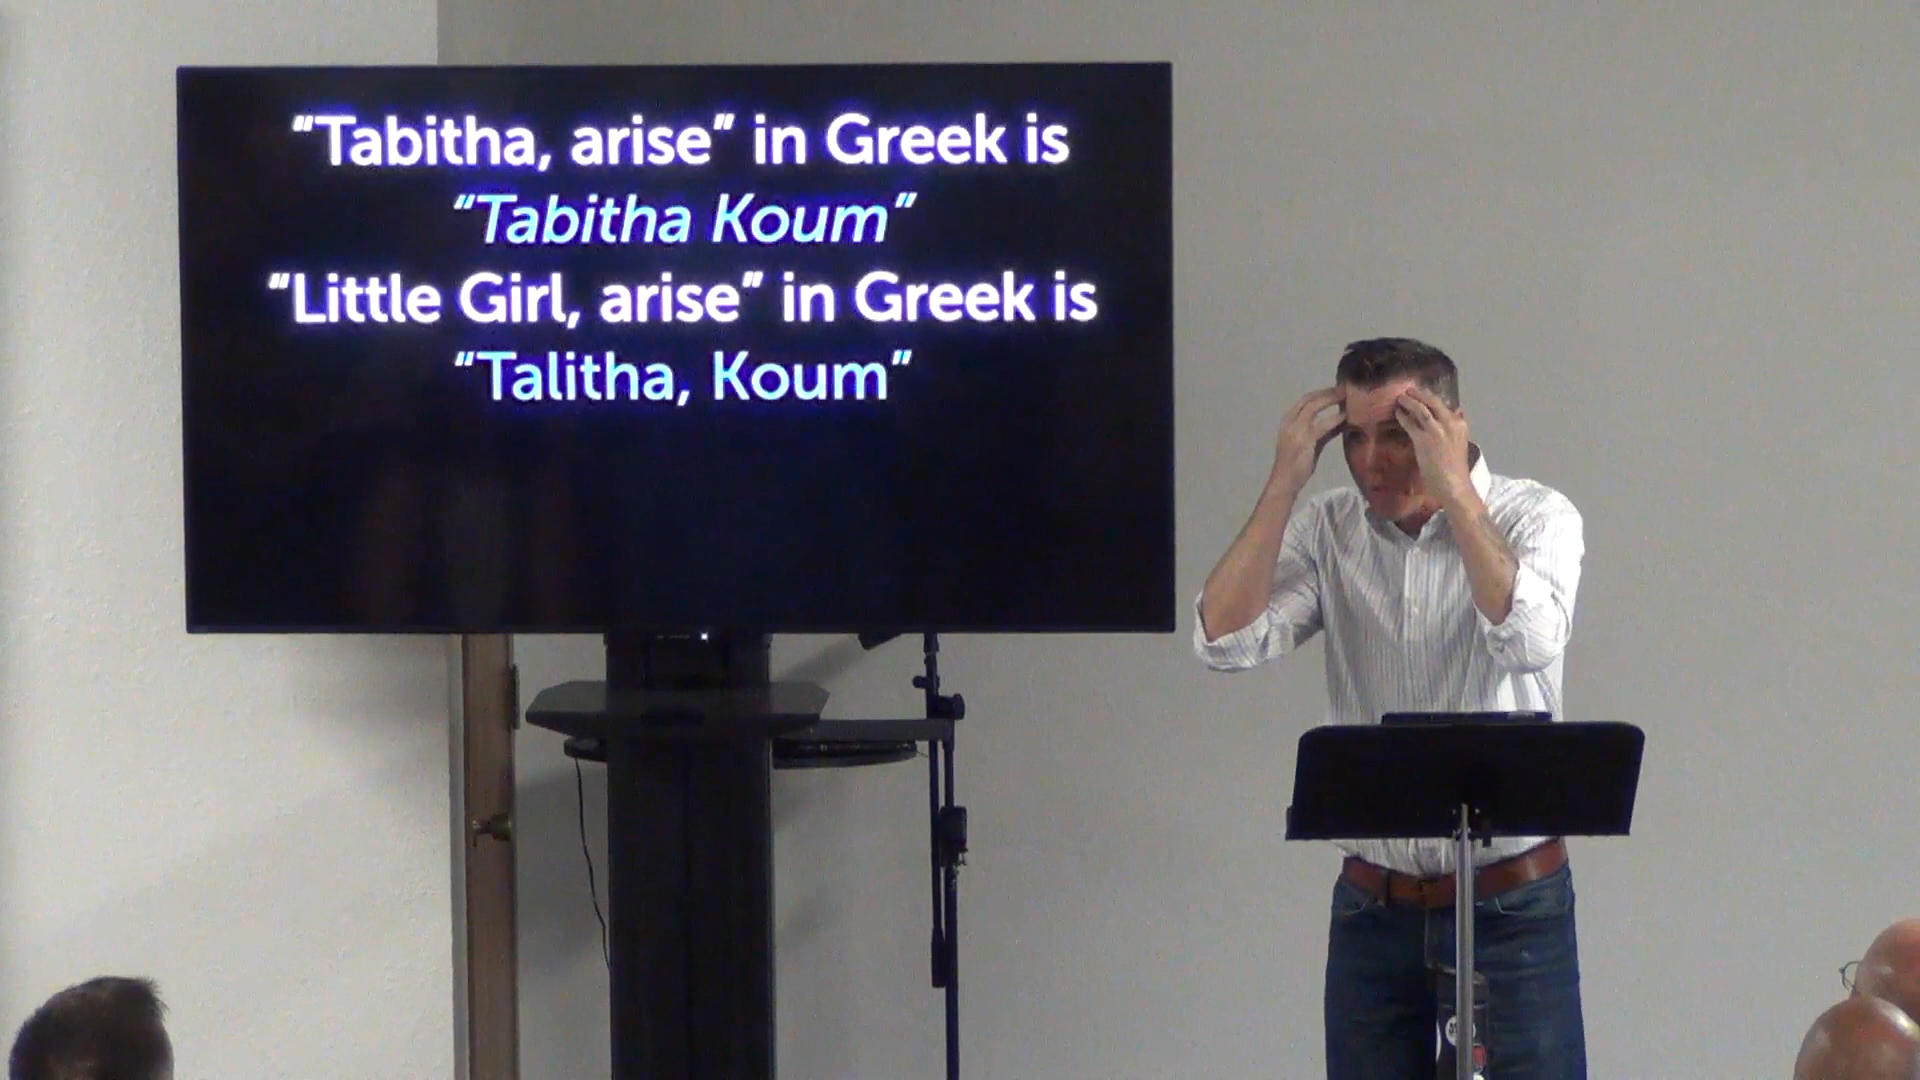 “Tabitha, arise” in Greek is
“Tabitha Koum”
“Little Girl, arise” in Greek is
“Talitha, Koum”